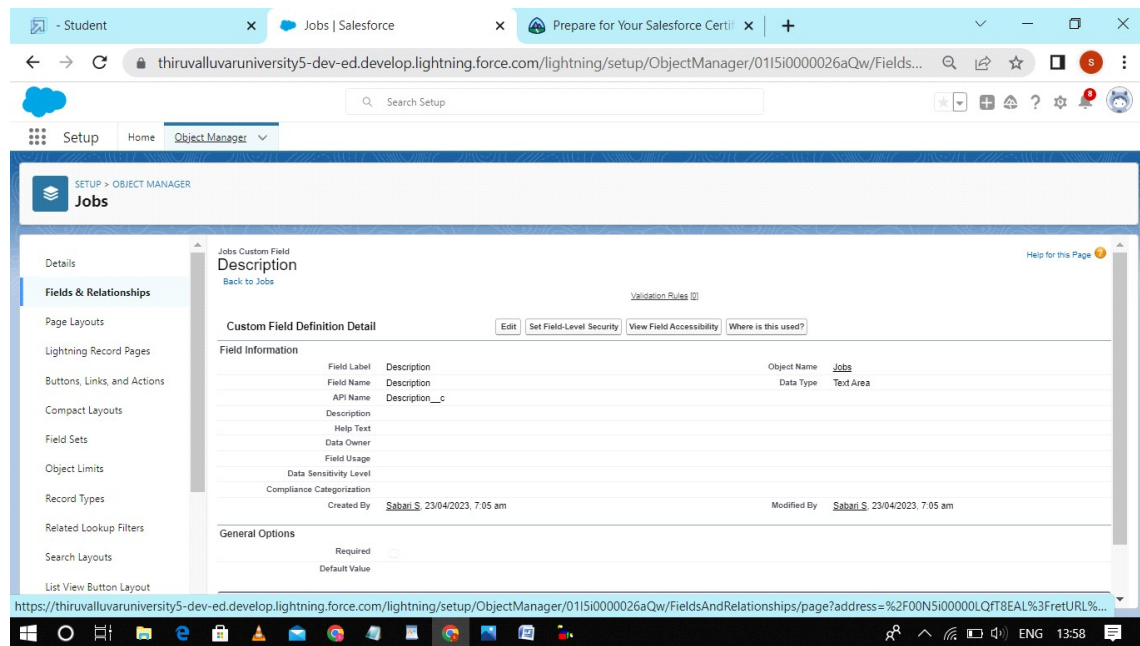 - Student
Jobs | Salesforce
Prepare for Your Salesforce Certif
thiruvalluvaruniversity5-dev-ed.develop.lightning.force.com/lightning/setup/ObjectManager/01I5i0000026aQw/Fields...
S
Search Setup
8
Setup
Home
Object Manager
SETUP > OBJECT MANAGER
Jobs
Details
Fields & Relationships
Page Layouts
Lightning Record Pages
Buttons, Links, and Actions
Compact Layouts
Field Sets
Object Limits
Record Types
Related Lookup Filters
Search Layouts
List View Button Layout
Jobs Custom Field
Description
Back to Jobs
Help for this Page
Validation Rules [0]
Custom Field Definition Detail
Edit
Set Field-Level Security
View Field Accessibility
Where is this used?
Field Information
Field Label Description Object Name Jobs
Field Name Description Data Type Text Area
API Name Description__c
Description
Help Text
Data Owner
Field Usage
Data Sensitivity Level
Compliance Categorization
Created By Sabari S, 23/04/2023, 7:05 am Modified By Sabari S, 23/04/2023, 7:05 am
General Options
Required
Default Value
https://thiruvalluvaruniversity5-dev-ed.develop.lightning.force.com/lightning/setup/ObjectManager/01I5i0000026aQw/FieldsAndRelationships/page?address=%2F00N5i00000LQfT8EAL%3FretURL%...
ENG 13:58